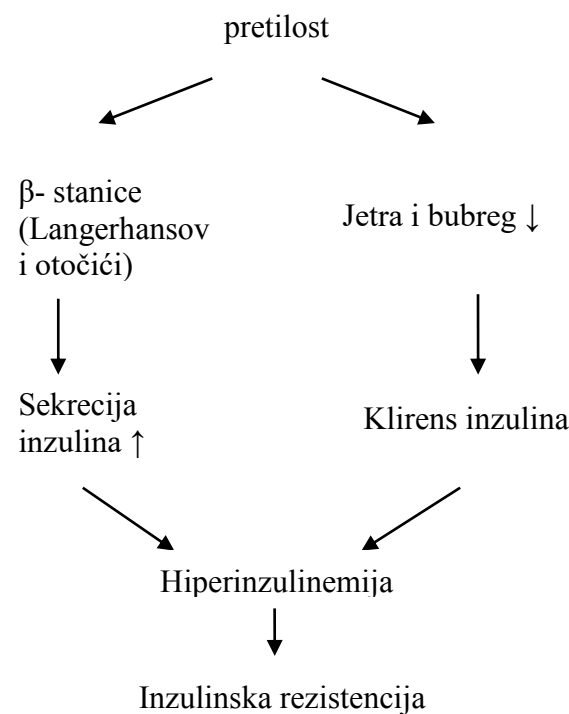 pretilost
β- stanice
(Langerhansov
i otočići)
Jetra i bubreg ↓
Sekrecija
inzulina ↑
Klirens inzulina
Hiperinzulinemija
Inzulinska rezistencija